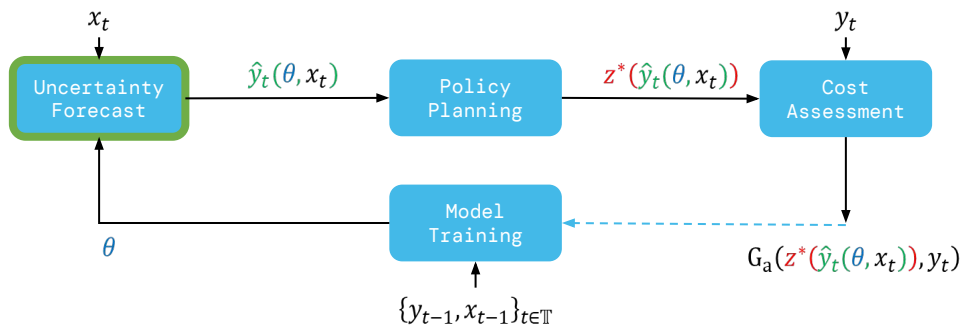 x_t
y_t
Uncertainty
Forecast
ŷ_t(θ, x_t)
Policy
Planning
z*(ŷ_t(θ, x_t))
Cost
Assessment
Model
Training
θ
G_a(z*(ŷ_t(θ, x_t)), y_t)
{y_{t−1}, x_{t−1}}_{t∈𝕋}